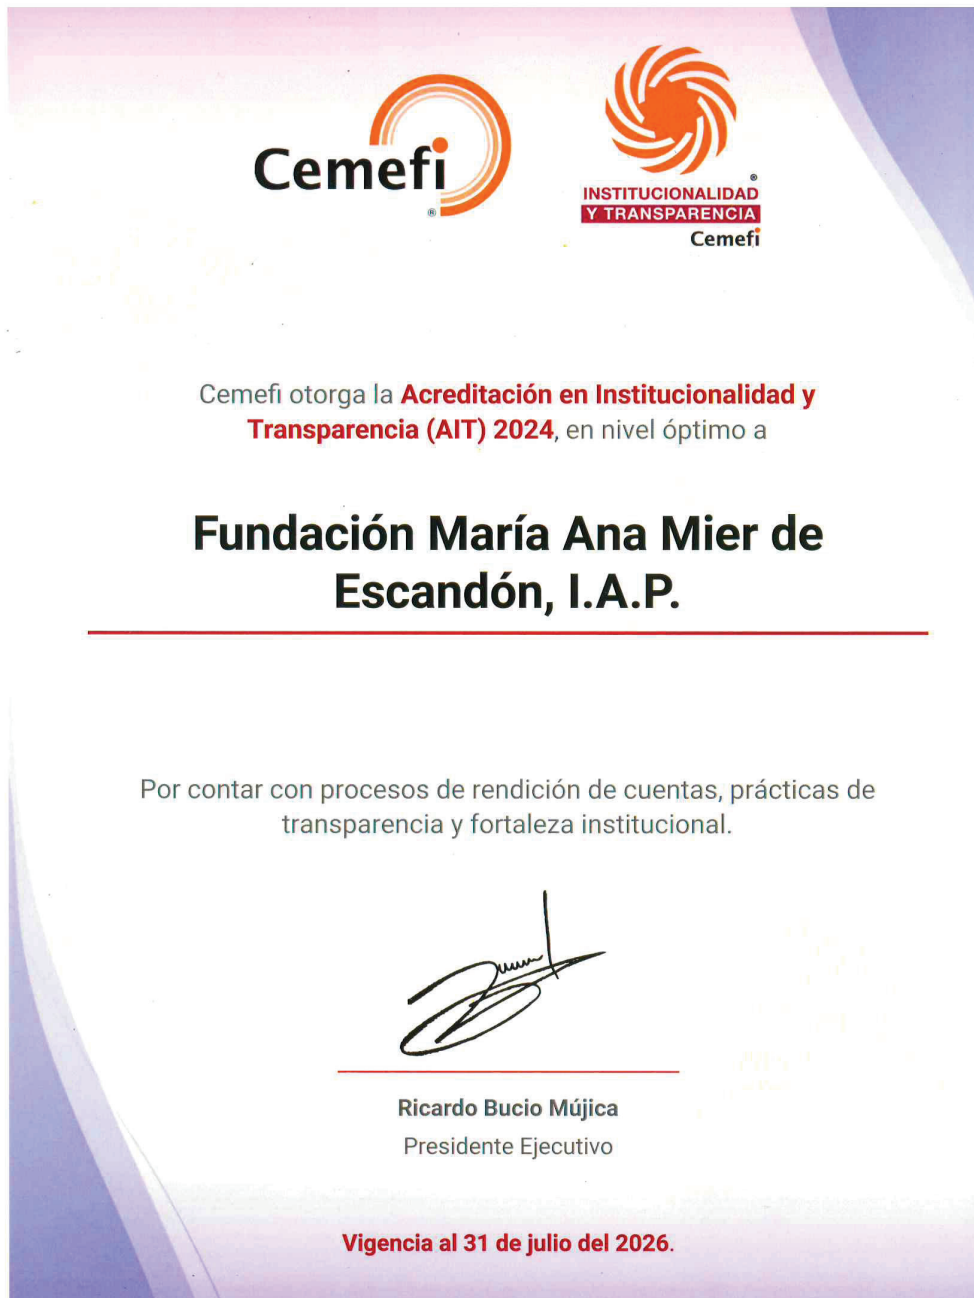 Cemefi
®
®
INSTITUCIONALIDAD
Y TRANSPARENCIA
Cemefi
Cemefi otorga la Acreditación en Institucionalidad y
Transparencia (AIT) 2024, en nivel óptimo a
Fundación María Ana Mier de
Escandón, I.A.P.
Por contar con procesos de rendición de cuentas, prácticas de
transparencia y fortaleza institucional.
Ricardo Bucio Mújica
Presidente Ejecutivo
Vigencia al 31 de julio del 2026.